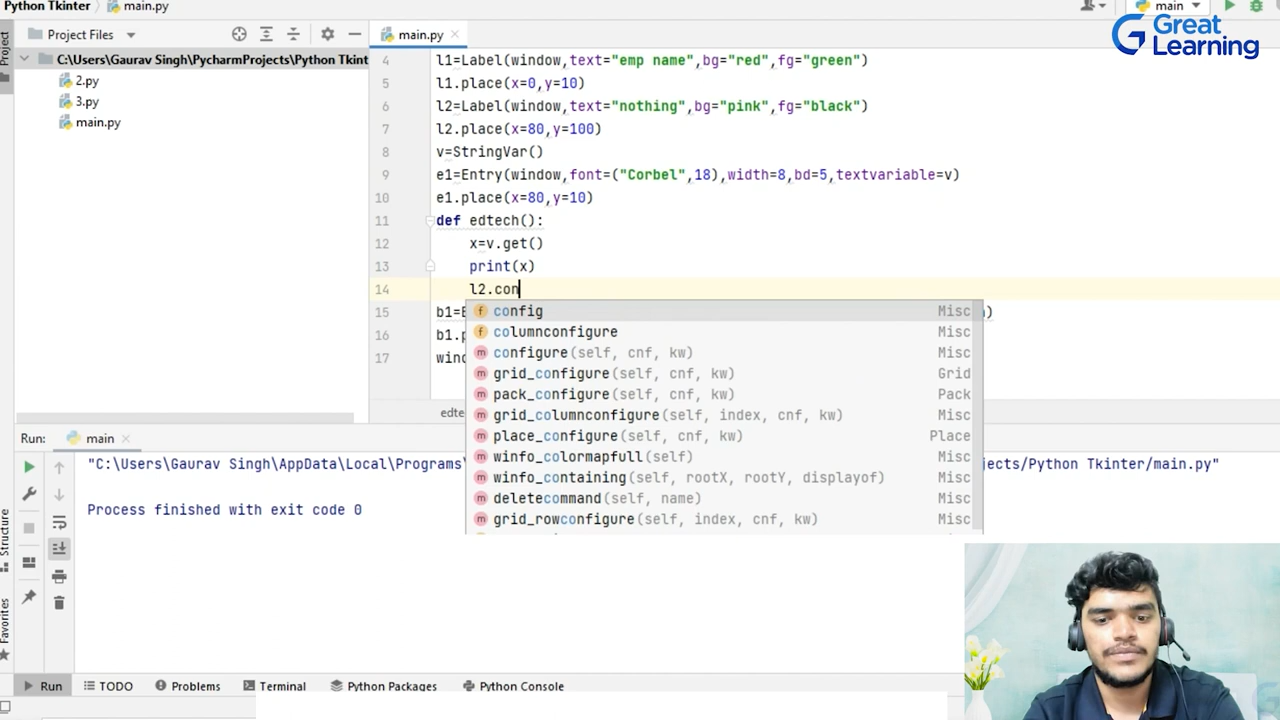 Python Tkinter
main.py
main
Great Learning
Project
Project Files
main.py
C:\Users\Gaurav Singh\PycharmProjects\Python Tkint
2.py
3.py
main.py
4 l1=Label(window,text="emp name",bg="red",fg="green")
5 l1.place(x=0,y=10)
6 l2=Label(window,text="nothing",bg="pink",fg="black")
7 l2.place(x=80,y=100)
8 v=StringVar()
9 e1=Entry(window,font=("Corbel",18),width=8,bd=5,textvariable=v)
10 e1.place(x=80,y=10)
11 def edtech():
12 x=v.get()
13 print(x)
14 l2.con
15 b1=
16 b1.
17 wind
config Misc
columnconfigure Misc
configure(self, cnf, kw) Misc
grid_configure(self, cnf, kw) Grid
pack_configure(self, cnf, kw) Pack
grid_columnconfigure(self, index, cnf, kw) Misc
place_configure(self, cnf, kw) Place
winfo_colormapfull(self) Misc
winfo_containing(self, rootX, rootY, displayof) Misc
deletecommand(self, name) Misc
grid_rowconfigure(self, index, cnf, kw) Misc
edtec
Run: main
"C:\Users\Gaurav Singh\AppData\Local\Programs\
jects/Python Tkinter/main.py"
Process finished with exit code 0
Structure
Favorites
Run
TODO
Problems
Terminal
Python Packages
Python Console